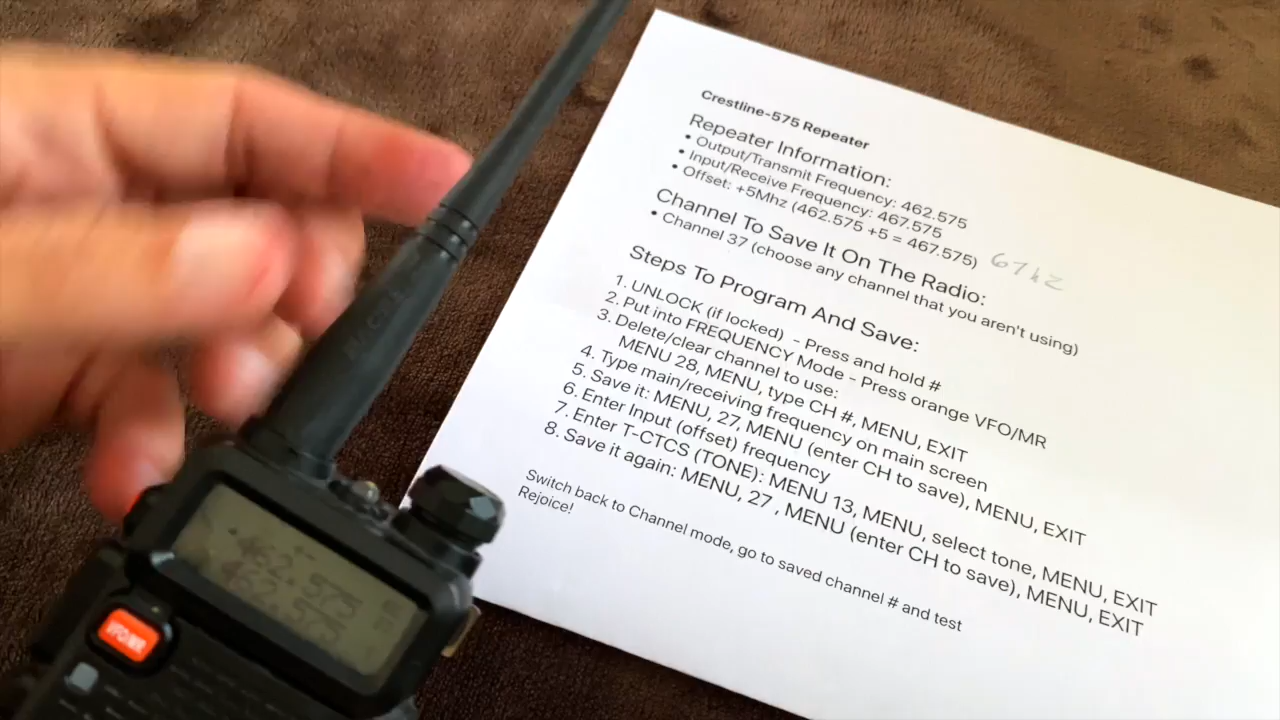 Crestline-575 Repeater
Repeater Information:
• Output/Transmit Frequency: 462.575
• Input/Receive Frequency: 467.575
• Offset: +5Mhz (462.575 +5 = 467.575) 67hz
Channel To Save It On The Radio:
• Channel 37 (choose any channel that you aren't using)
Steps To Program And Save:
1. UNLOCK (if locked) - Press and hold #
2. Put into FREQUENCY Mode - Press orange VFO/MR
3. Delete/clear channel to use:
MENU 28, MENU, type CH #, MENU, EXIT
4. Type main/receiving frequency on main screen
5. Save it: MENU, 27, MENU (enter CH to save), MENU, EXIT
6. Enter Input (offset) frequency
7. Enter T-CTCS (TONE): MENU 13, MENU, select tone, MENU, EXIT
8. Save it again: MENU, 27 , MENU (enter CH to save), MENU, EXIT
Switch back to Channel mode, go to saved channel # and test
Rejoice!
462.575
VFO/MR